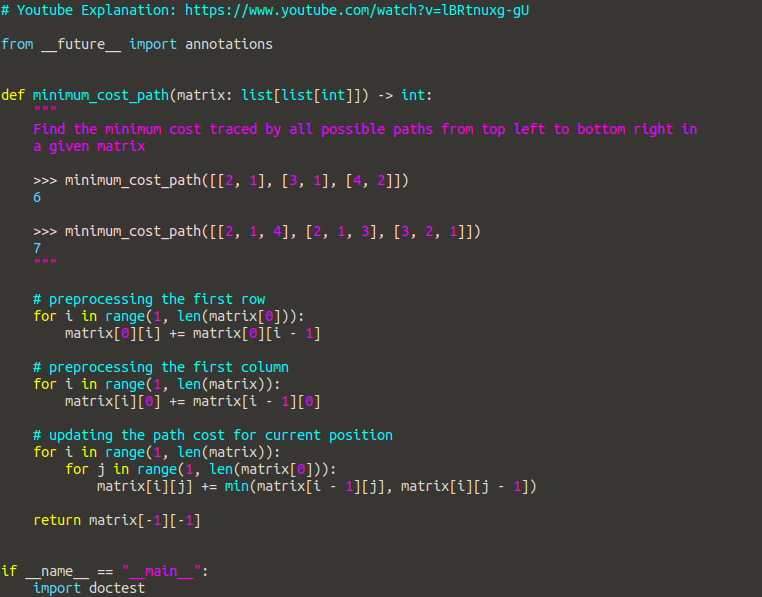 # Youtube Explanation: https://www.youtube.com/watch?v=lBRtnuxg-gU
from __future__ import annotations
def minimum_cost_path(matrix: list[list[int]]) -> int:
"""
Find the minimum cost traced by all possible paths from top left to bottom right in
a given matrix
>>> minimum_cost_path([[2, 1], [3, 1], [4, 2]])
6
>>> minimum_cost_path([[2, 1, 4], [2, 1, 3], [3, 2, 1]])
7
"""
# preprocessing the first row
for i in range(1, len(matrix[0])):
matrix[0][i] += matrix[0][i - 1]
# preprocessing the first column
for i in range(1, len(matrix)):
matrix[i][0] += matrix[i - 1][0]
# updating the path cost for current position
for i in range(1, len(matrix)):
for j in range(1, len(matrix[0])):
matrix[i][j] += min(matrix[i - 1][j], matrix[i][j - 1])
return matrix[-1][-1]
if __name__ == "__main__":
import doctest